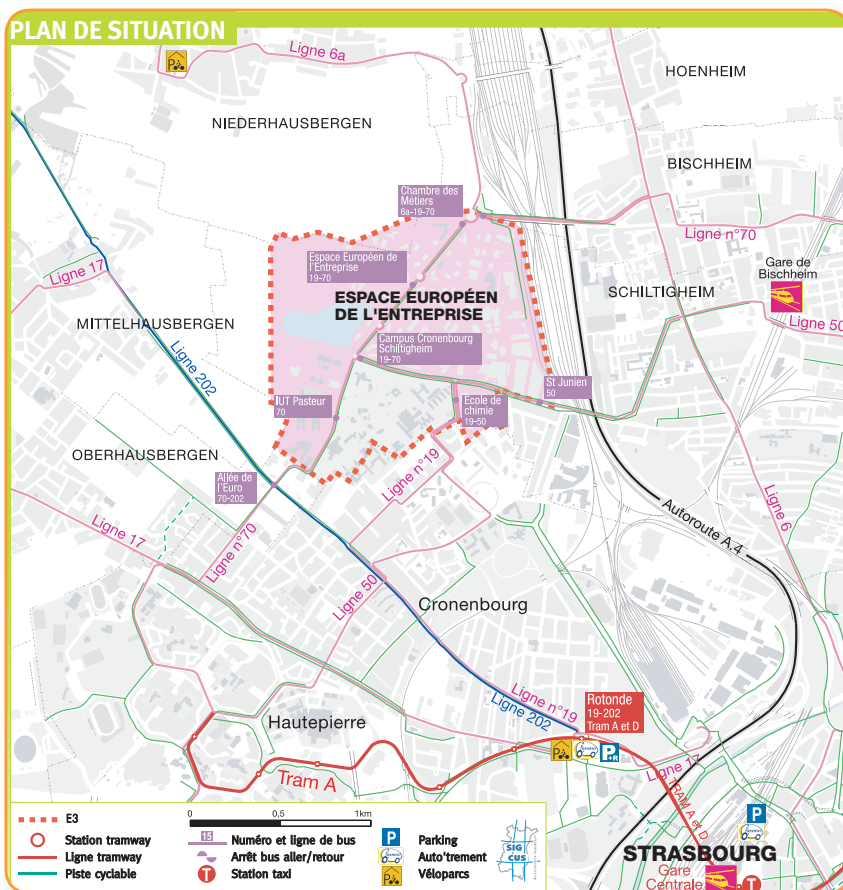 PLAN DE SITUATION
Ligne 6a
HOENHEIM
NIEDERHAUSBERGEN
BISCHHEIM
Chambre des
Métiers
6a-19-70
Ligne n°70
Espace Européen de
l'Entreprise
19-70
Gare de
Bischheim
Ligne 17
ESPACE EUROPÉEN
DE L'ENTREPRISE
SCHILTIGHEIM
MITTELHAUSBERGEN
Ligne 50
Ligne 202
Campus Cronenbourg
Schiltigheim
19-70
St Junien
50
IUT Pasteur
70
Ecole de
chimie
19-50
OBERHAUSBERGEN
Allée de
l'Euro
70-202
Ligne n°19
Ligne 17
Ligne n°70
Autoroute A.4
Ligne 6
Ligne 50
Cronenbourg
Ligne n°19
Ligne 202
Rotonde
19-202
Tram A et D
Hautepierre
P+R
Ligne 17
Tram A
TRAM A et D
P
STRASBOURG
Gare
Centrale
T
E3
Station tramway
Ligne tramway
Piste cyclable
0 0,5 1km
15 Numéro et ligne de bus
Arrêt bus aller/retour
T Station taxi
P Parking
Auto'trement
Véloparcs
SIG
CUS